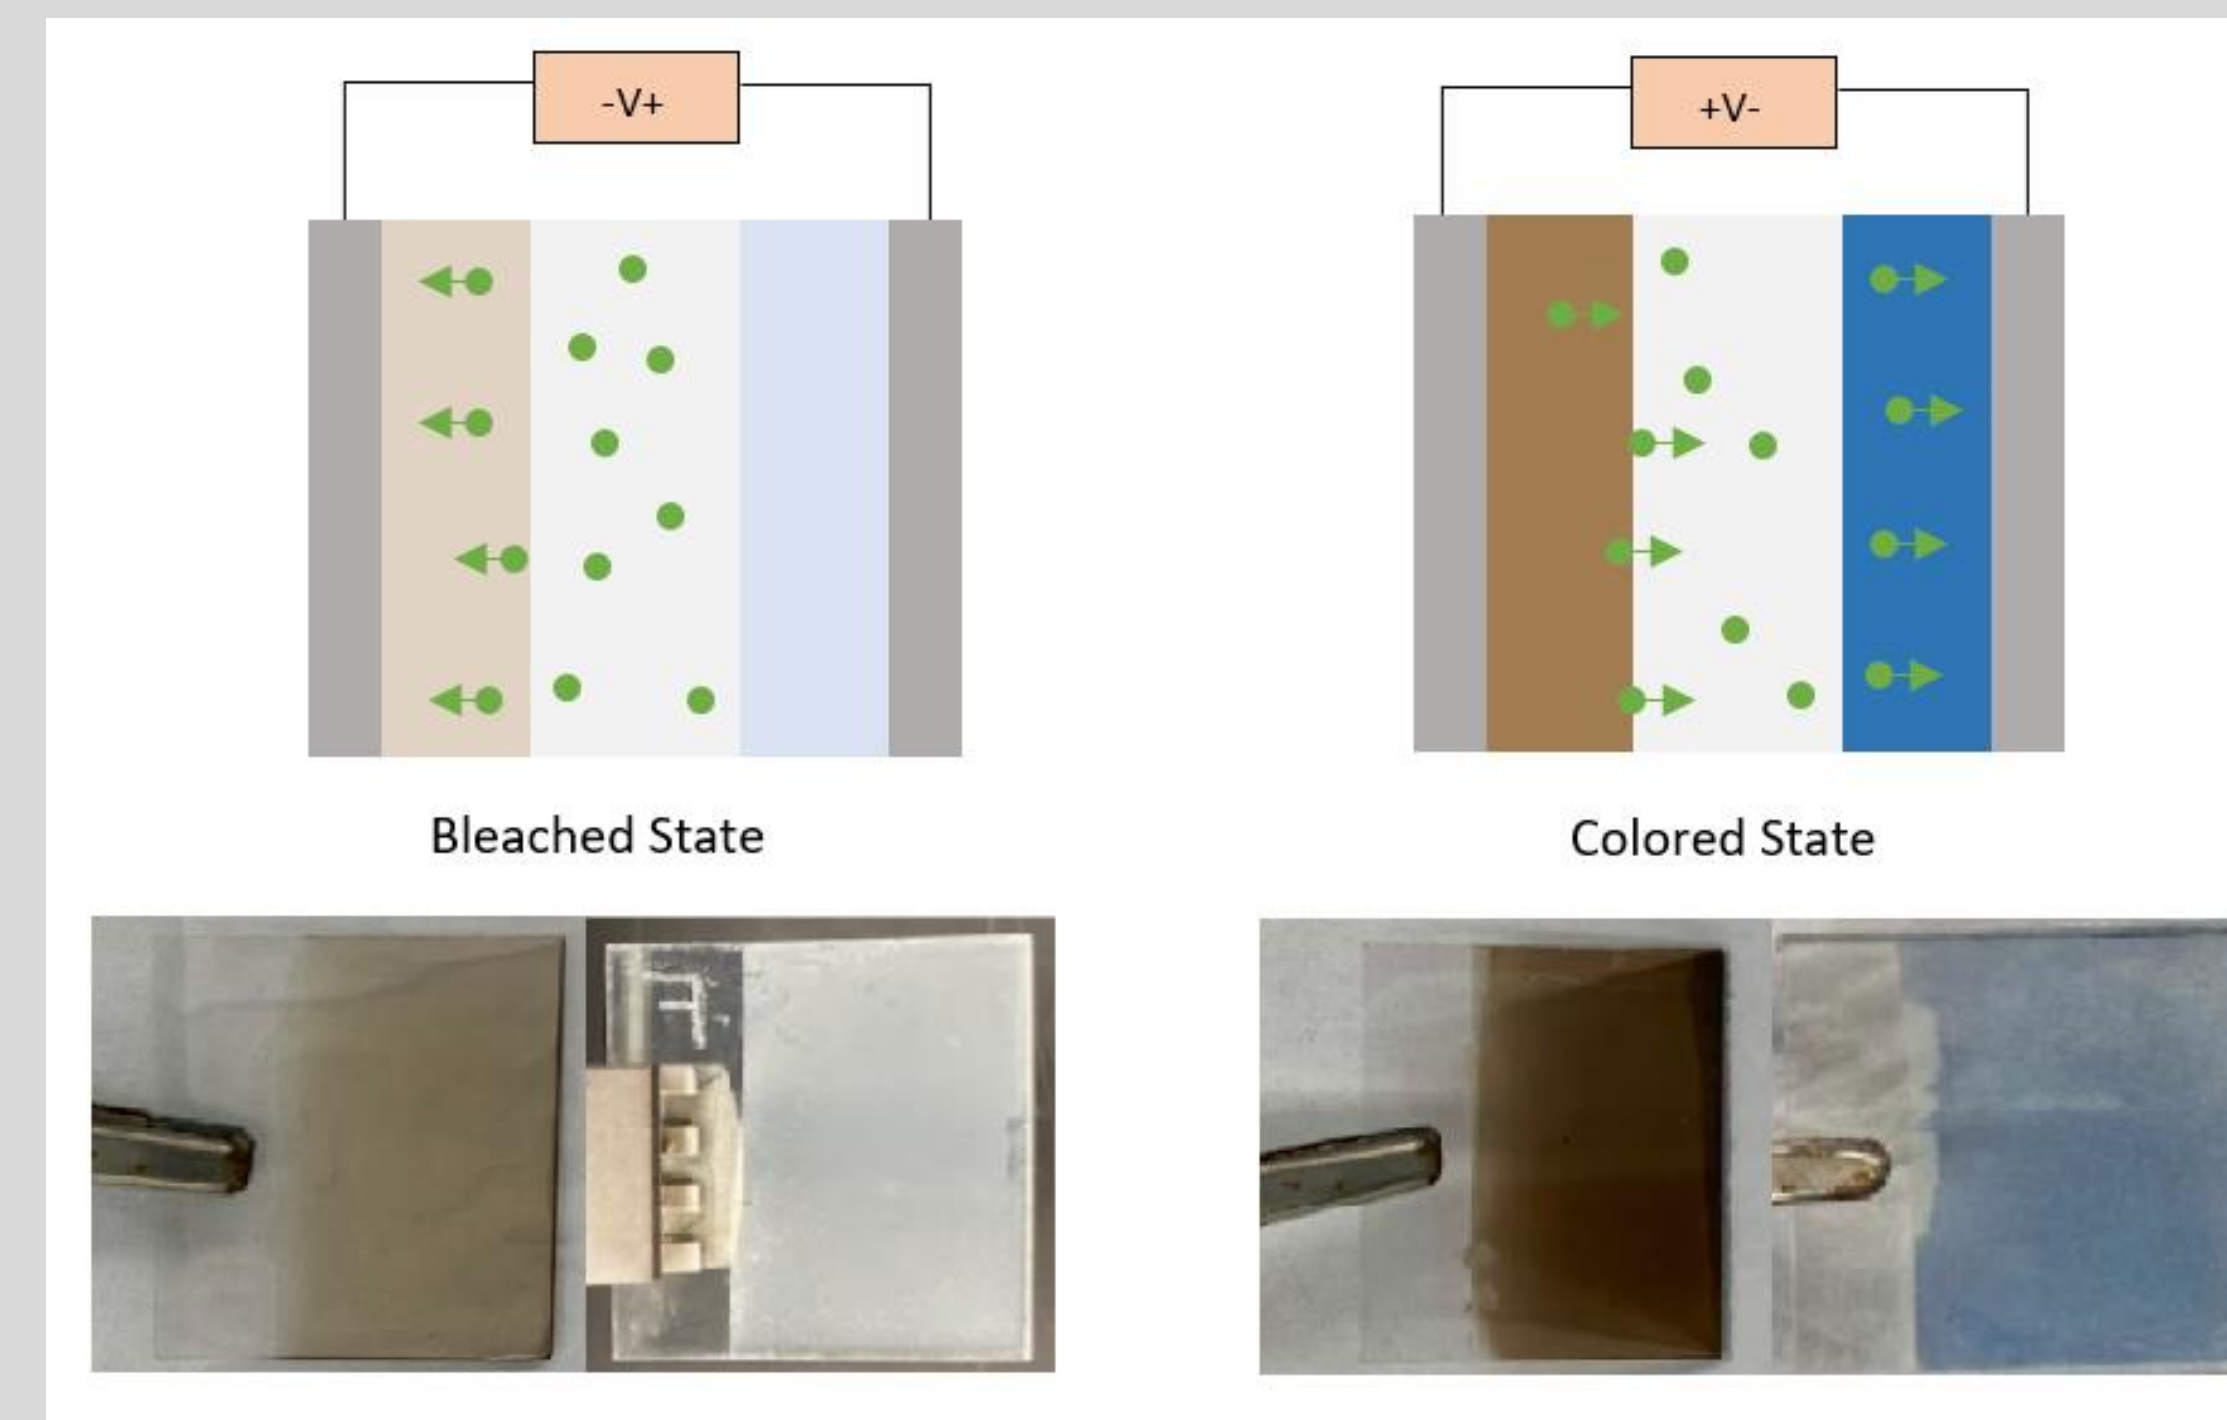 -V+
+V-
Bleached State
Colored State